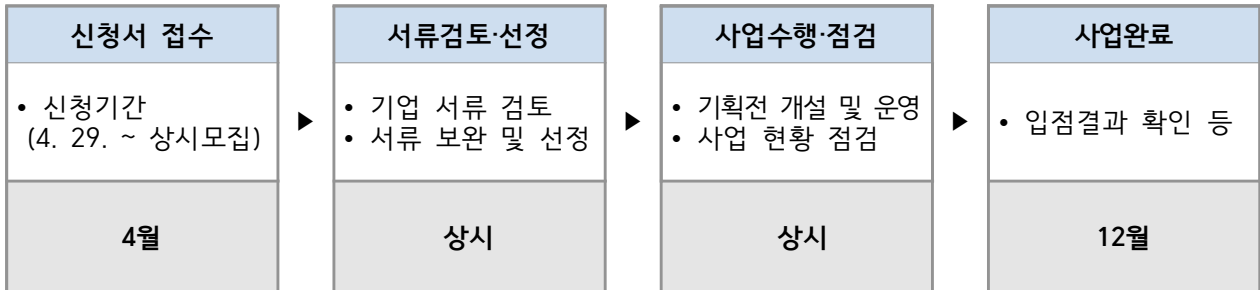 신청서 접수
• 신청기간
(4. 29. ~ 상시모집)
4월
▶
서류검토·선정
• 기업 서류 검토
• 서류 보완 및 선정
상시
▶
사업수행·점검
• 기획전 개설 및 운영
• 사업 현황 점검
상시
▶
사업완료
• 입점결과 확인 등
12월